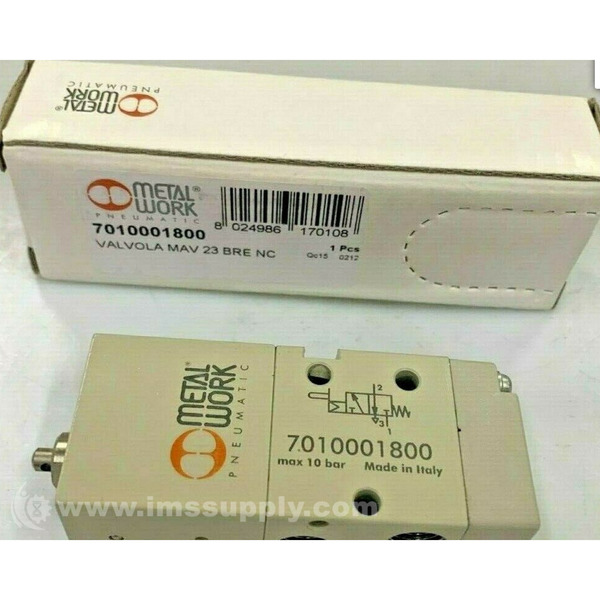 METAL®
WORK
PNEUMATIC
METAL®
WORK
PNEUMATIC
8 024986 170108
7010001800
1 Pcs
VALVOLA MAV 23 BRE NC
Qc15 0212
METAL
WORK
PNEUMATIC
2
3
1
7010001800
max 10 bar Made in Italy
www.imssupply.com